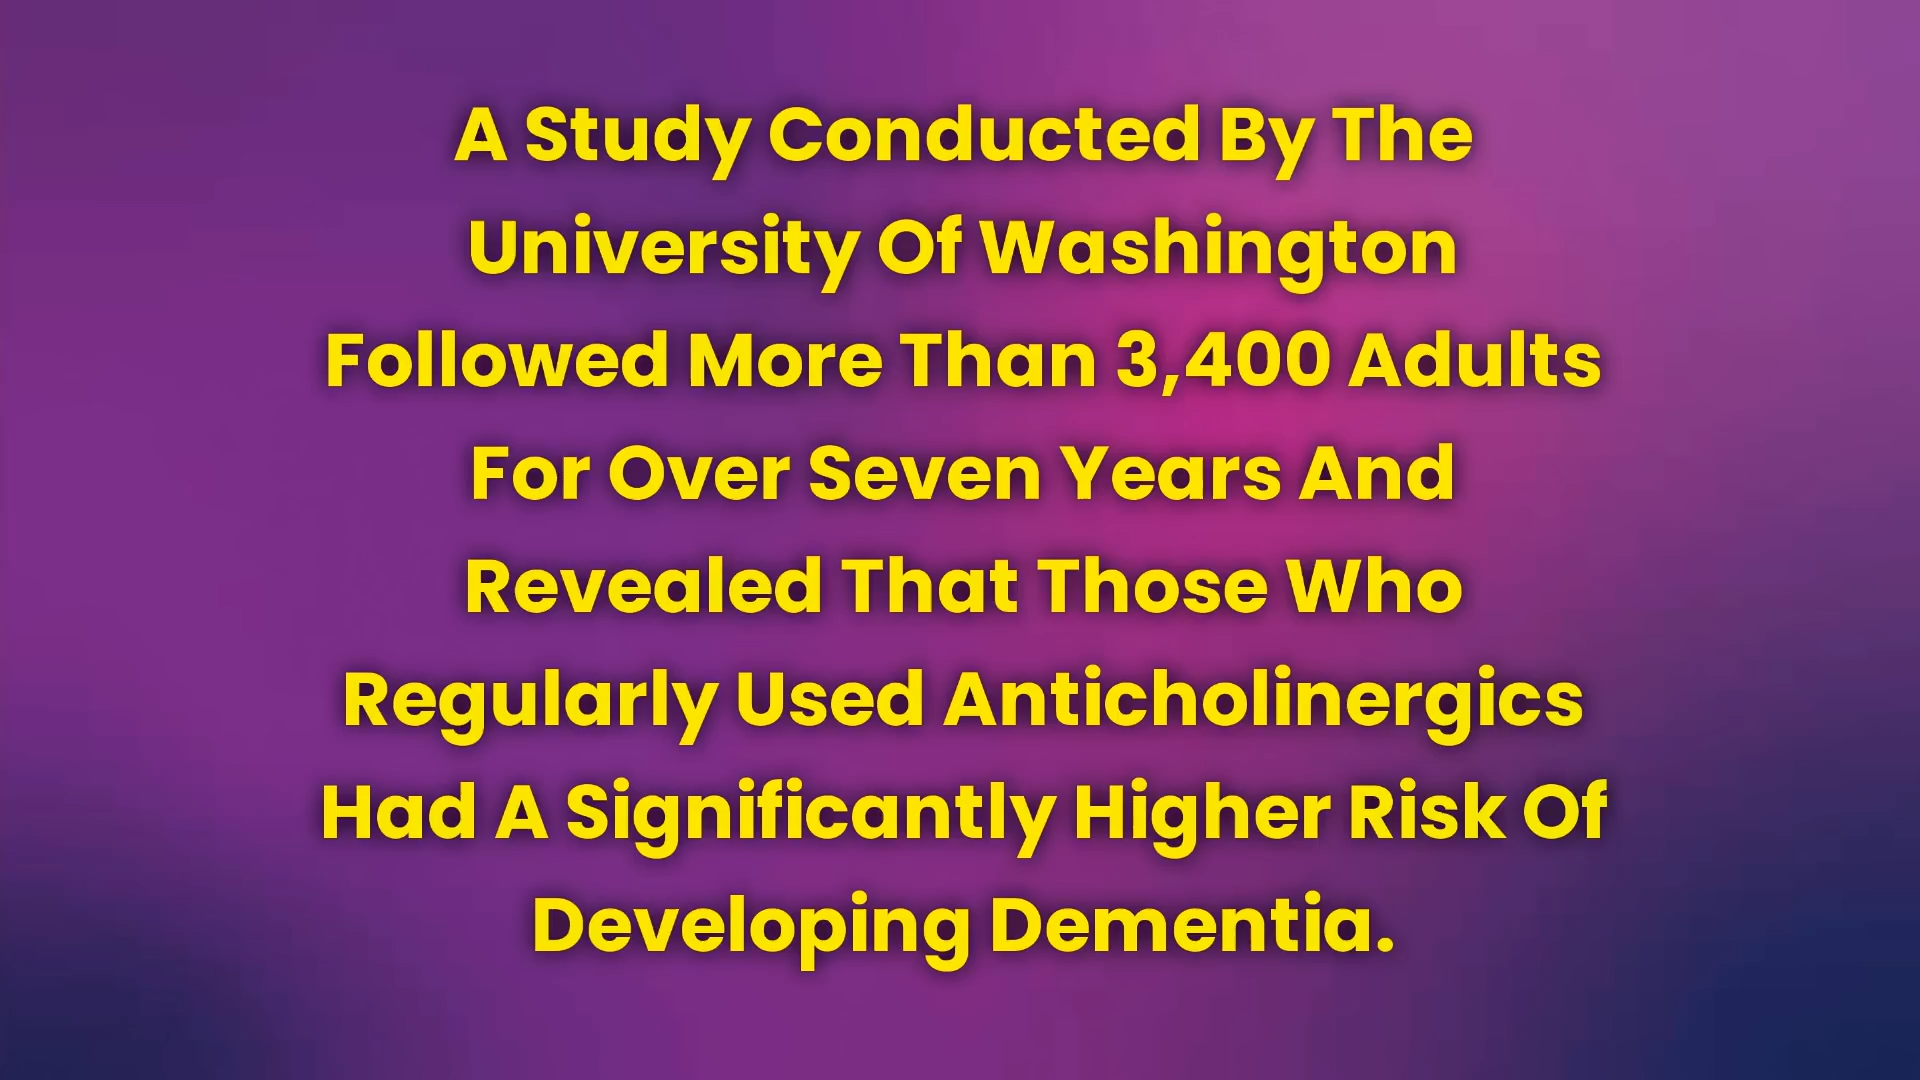 A Study Conducted By The
University Of Washington
Followed More Than 3,400 Adults
For Over Seven Years And
Revealed That Those Who
Regularly Used Anticholinergics
Had A Significantly Higher Risk Of
Developing Dementia.